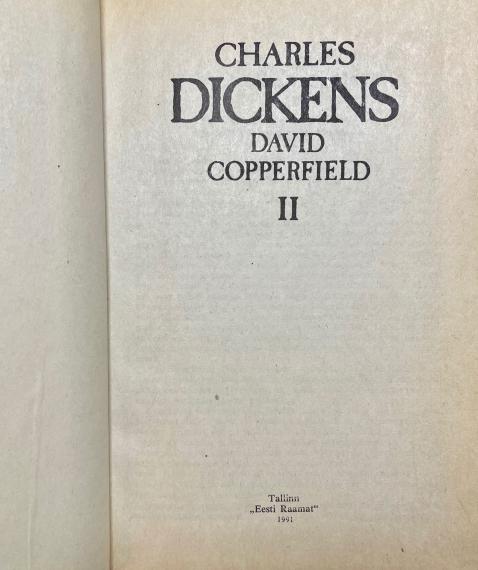 CHARLES
DICKENS
DAVID
COPPERFIELD
II
Tallinn
„Eesti Raamat“
1991